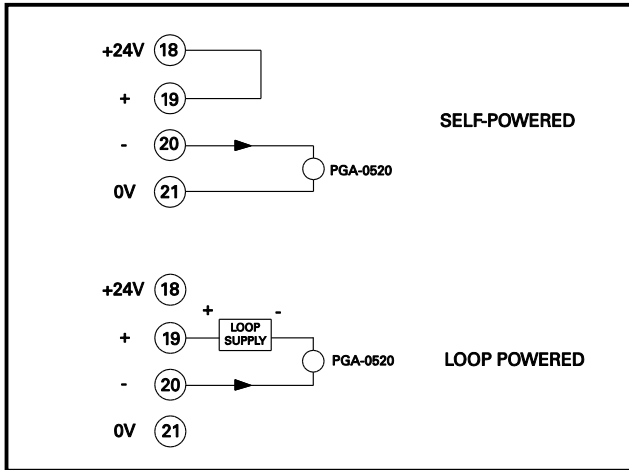 +24V 18
+ 19
- 20
0V 21
PGA-0520
SELF-POWERED
+24V 18
+ 19
- 20
0V 21
+ -
LOOP
SUPPLY
PGA-0520
LOOP POWERED